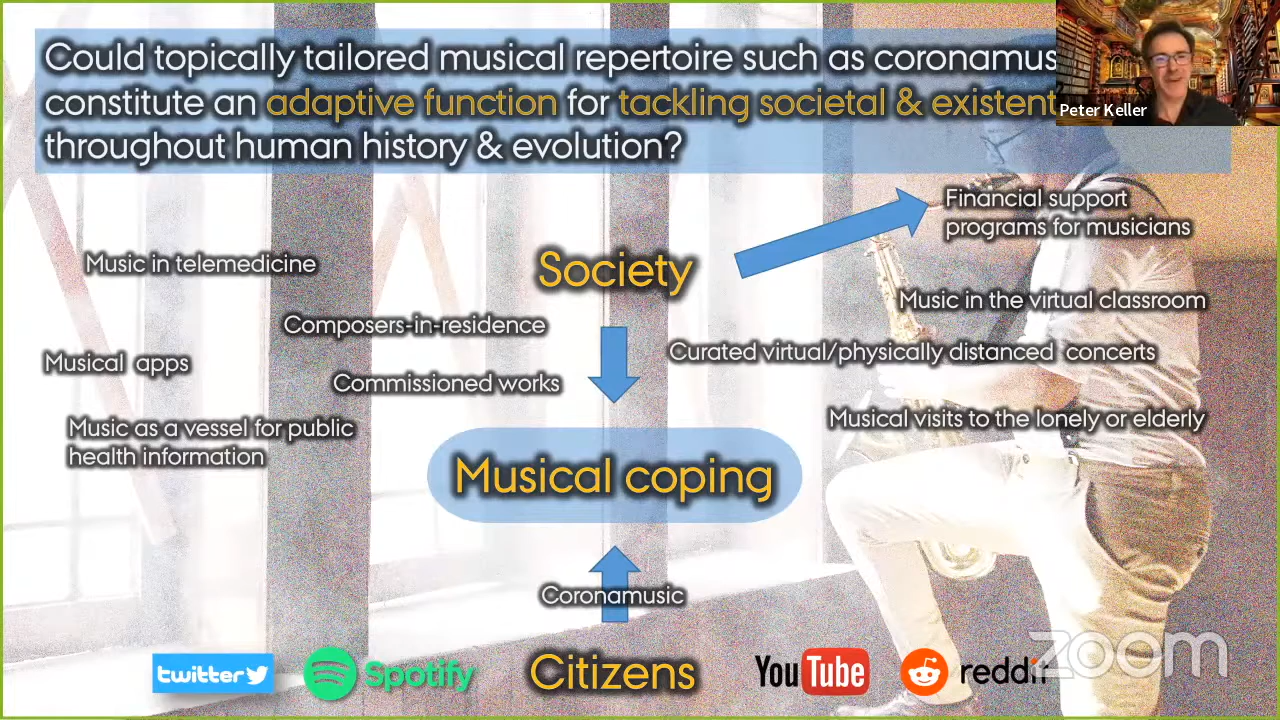 Could topically tailored musical repertoire such as coronamus
constitute an adaptive function for tackling societal & existent
throughout human history & evolution?
Peter Keller
Financial support
programs for musicians
Music in telemedicine
Society
Music in the virtual classroom
Composers-in-residence
Curated virtual/physically distanced concerts
Musical apps
Commissioned works
Musical visits to the lonely or elderly
Music as a vessel for public
health information
Musical coping
Coronamusic
twitter
Spotify
Citizens
YouTube
reddit
zoom